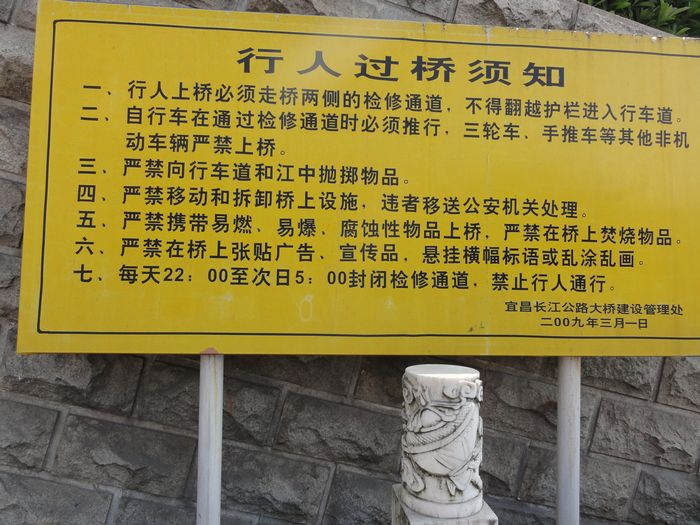 行人过桥须知
一、行人上桥必须走桥两侧的检修通道，不得翻越护栏进入行车道。
二、自行车在通过检修通道时必须推行，三轮车、手推车等其他非机
动车辆严禁上桥。
三、严禁向行车道和江中抛掷物品。
四、严禁移动和拆卸桥上设施，违者移送公安机关处理。
五、严禁携带易燃、易爆、腐蚀性物品上桥，严禁在桥上焚烧物品。
六、严禁在桥上张贴广告、宣传品，悬挂横幅标语或乱涂乱画。
七、每天22：00至次日5：00封闭检修通道，禁止行人通行。
宜昌长江公路大桥建设管理处
二00九年三月一日